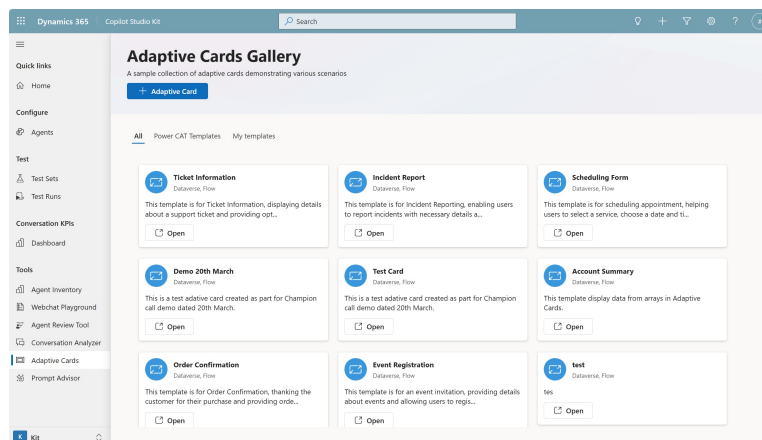 Dynamics 365
Copilot Studio Kit
Search
Quick links
Home
Configure
Agents
Test
Test Sets
Test Runs
Conversation KPIs
Dashboard
Tools
Agent Inventory
Webchat Playground
Agent Review Tool
Conversation Analyzer
Adaptive Cards
Prompt Advisor
K Kit
Adaptive Cards Gallery
A sample collection of adaptive cards demonstrating various scenarios
+ Adaptive Card
All Power CAT Templates My templates
Ticket Information
Dataverse, Flow
This template is for Ticket Information, displaying details
about a support ticket and providing opt...
Open
Incident Report
Dataverse, Flow
This template is for Incident Reporting, enabling users
to report incidents with necessary details a...
Open
Scheduling Form
Dataverse, Flow
This template is for scheduling appointment, helping
users to select a service, choose a date and ti...
Open
Demo 20th March
Dataverse, Flow
This is a test adative card created as part for Champion
call demo dated 20th March.
Open
Test Card
Dataverse, Flow
This is a test adative card created as part for Champion
call demo dated 20th March.
Open
Account Summary
Dataverse, Flow
This template display data from arrays in Adaptive
Cards.
Open
Order Confirmation
Dataverse, Flow
This template is for Order Confirmation, thanking the
customer for their purchase and providing orde...
Open
Event Registration
Dataverse, Flow
This template is for an event invitation, providing details
about events and allowing users to regis...
Open
test
Dataverse, Flow
tes
Open